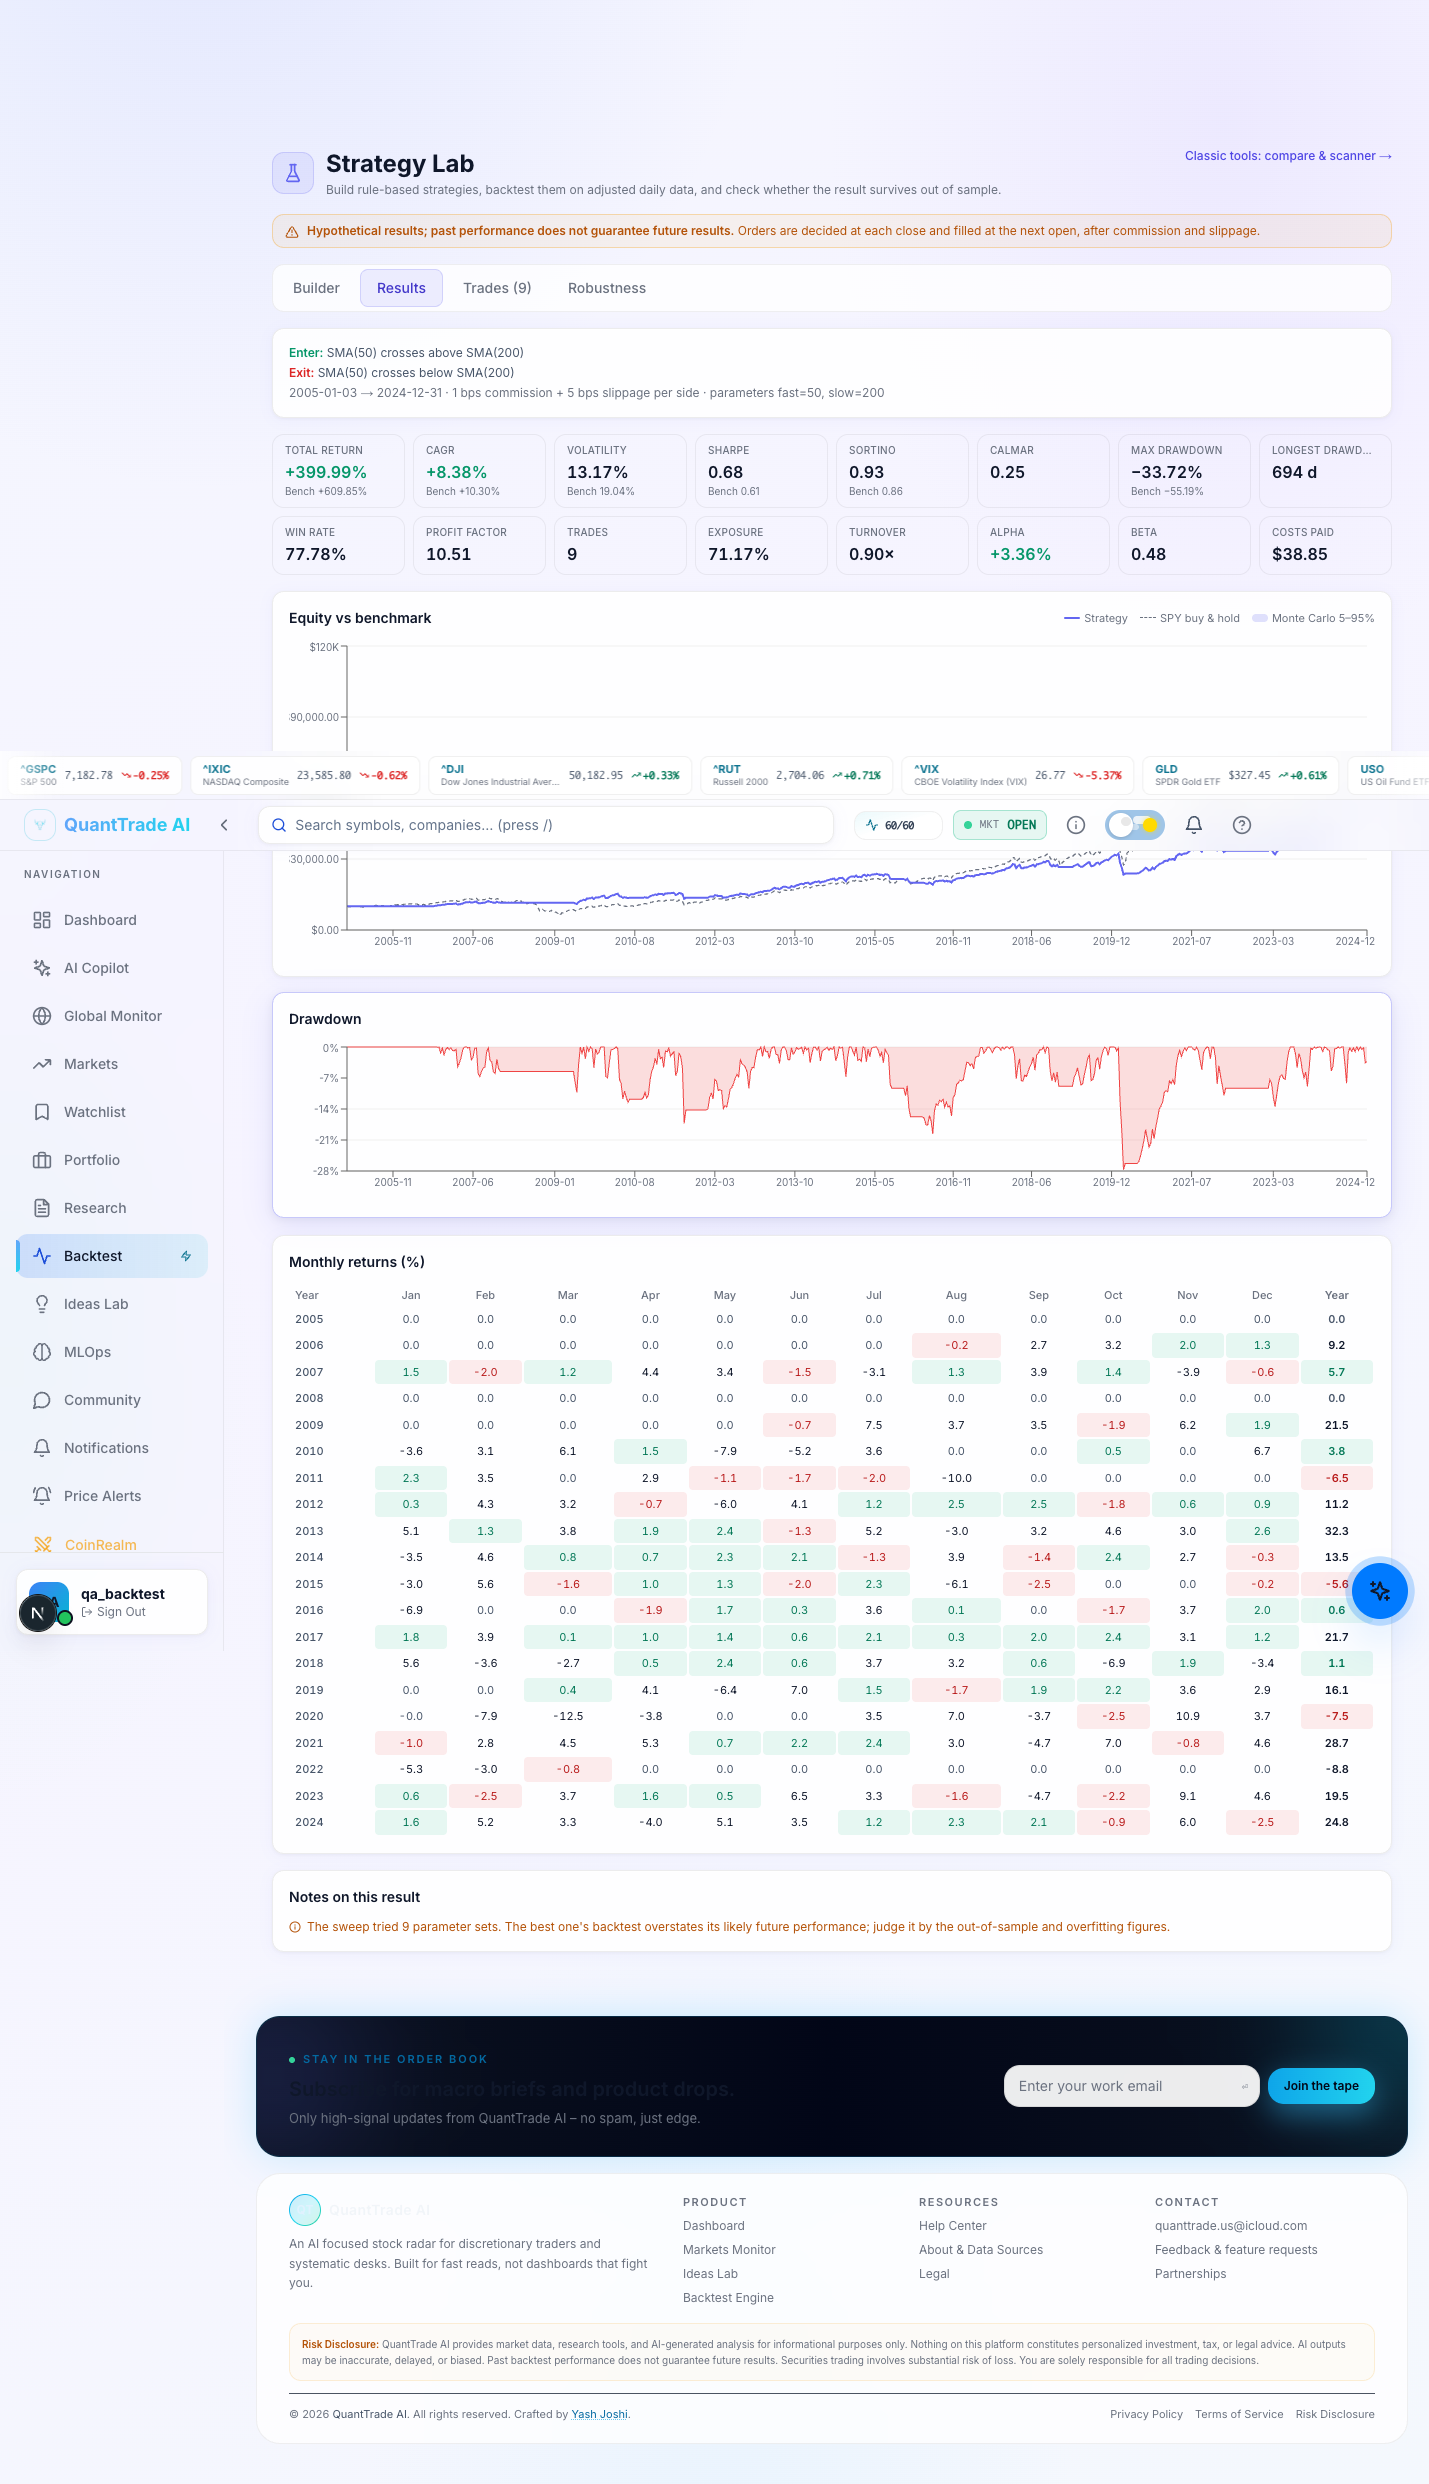 Strategy Lab
Classic tools: compare & scanner →
Build rule-based strategies, backtest them on adjusted daily data, and check whether the result survives out of sample.
Hypothetical results; past performance does not guarantee future results. Orders are decided at each close and filled at the next open, after commission and slippage.
Builder Results Trades (9) Robustness
Enter: SMA(50) crosses above SMA(200)
Exit: SMA(50) crosses below SMA(200)
2005-01-03 → 2024-12-31 · 1 bps commission + 5 bps slippage per side · parameters fast=50, slow=200
TOTAL RETURN CAGR VOLATILITY SHARPE SORTINO CALMAR MAX DRAWDOWN LONGEST DRAWD...
+399.99% +8.38% 13.17% 0.68 0.93 0.25 −33.72% 694 d
Bench +609.85% Bench +10.30% Bench 19.04% Bench 0.61 Bench 0.86 Bench −55.19%
WIN RATE PROFIT FACTOR TRADES EXPOSURE TURNOVER ALPHA BETA COSTS PAID
77.78% 10.51 9 71.17% 0.90× +3.36% 0.48 $38.85
Equity vs benchmark
Strategy SPY buy & hold Monte Carlo 5–95%
$120K
90,000.00
^GSPC S&P 500 7,182.78 -0.25%
^IXIC NASDAQ Composite 23,585.80 -0.62%
^DJI Dow Jones Industrial Aver... 50,182.95 +0.33%
^RUT Russell 2000 2,704.06 +0.71%
^VIX CBOE Volatility Index (VIX) 26.77 -5.37%
GLD SPDR Gold ETF $327.45 +0.61%
USO US Oil Fund ETF
QuantTrade AI
Search symbols, companies... (press /)
60/60
MKT OPEN
30,000.00
$0.00
2005-11 2007-06 2009-01 2010-08 2012-03 2013-10 2015-05 2016-11 2018-06 2019-12 2021-07 2023-03 2024-12
NAVIGATION
Dashboard
AI Copilot
Global Monitor
Markets
Watchlist
Portfolio
Research
Backtest
Ideas Lab
MLOps
Community
Notifications
Price Alerts
CoinRealm
qa_backtest
Sign Out
N
Drawdown
0%
-7%
-14%
-21%
-28%
2005-11 2007-06 2009-01 2010-08 2012-03 2013-10 2015-05 2016-11 2018-06 2019-12 2021-07 2023-03 2024-12
Monthly returns (%)
Year Jan Feb Mar Apr May Jun Jul Aug Sep Oct Nov Dec Year
2005 0.0 0.0 0.0 0.0 0.0 0.0 0.0 0.0 0.0 0.0 0.0 0.0 0.0
2006 0.0 0.0 0.0 0.0 0.0 0.0 0.0 -0.2 2.7 3.2 2.0 1.3 9.2
2007 1.5 -2.0 1.2 4.4 3.4 -1.5 -3.1 1.3 3.9 1.4 -3.9 -0.6 5.7
2008 0.0 0.0 0.0 0.0 0.0 0.0 0.0 0.0 0.0 0.0 0.0 0.0 0.0
2009 0.0 0.0 0.0 0.0 0.0 -0.7 7.5 3.7 3.5 -1.9 6.2 1.9 21.5
2010 -3.6 3.1 6.1 1.5 -7.9 -5.2 3.6 0.0 0.0 0.5 0.0 6.7 3.8
2011 2.3 3.5 0.0 2.9 -1.1 -1.7 -2.0 -10.0 0.0 0.0 0.0 0.0 -6.5
2012 0.3 4.3 3.2 -0.7 -6.0 4.1 1.2 2.5 2.5 -1.8 0.6 0.9 11.2
2013 5.1 1.3 3.8 1.9 2.4 -1.3 5.2 -3.0 3.2 4.6 3.0 2.6 32.3
2014 -3.5 4.6 0.8 0.7 2.3 2.1 -1.3 3.9 -1.4 2.4 2.7 -0.3 13.5
2015 -3.0 5.6 -1.6 1.0 1.3 -2.0 2.3 -6.1 -2.5 0.0 0.0 -0.2 -5.6
2016 -6.9 0.0 0.0 -1.9 1.7 0.3 3.6 0.1 0.0 -1.7 3.7 2.0 0.6
2017 1.8 3.9 0.1 1.0 1.4 0.6 2.1 0.3 2.0 2.4 3.1 1.2 21.7
2018 5.6 -3.6 -2.7 0.5 2.4 0.6 3.7 3.2 0.6 -6.9 1.9 -3.4 1.1
2019 0.0 0.0 0.4 4.1 -6.4 7.0 1.5 -1.7 1.9 2.2 3.6 2.9 16.1
2020 -0.0 -7.9 -12.5 -3.8 0.0 0.0 3.5 7.0 -3.7 -2.5 10.9 3.7 -7.5
2021 -1.0 2.8 4.5 5.3 0.7 2.2 2.4 3.0 -4.7 7.0 -0.8 4.6 28.7
2022 -5.3 -3.0 -0.8 0.0 0.0 0.0 0.0 0.0 0.0 0.0 0.0 0.0 -8.8
2023 0.6 -2.5 3.7 1.6 0.5 6.5 3.3 -1.6 -4.7 -2.2 9.1 4.6 19.5
2024 1.6 5.2 3.3 -4.0 5.1 3.5 1.2 2.3 2.1 -0.9 6.0 -2.5 24.8
Notes on this result
The sweep tried 9 parameter sets. The best one's backtest overstates its likely future performance; judge it by the out-of-sample and overfitting figures.
STAY IN THE ORDER BOOK
for macro briefs and product drops.
Only high-signal updates from QuantTrade AI – no spam, just edge.
Enter your work email
Join the tape
QuantTrade AI
An AI focused stock radar for discretionary traders and
systematic desks. Built for fast reads, not dashboards that fight
you.
PRODUCT
Dashboard
Markets Monitor
Ideas Lab
Backtest Engine
RESOURCES
Help Center
About & Data Sources
Legal
CONTACT
quanttrade.us@icloud.com
Feedback & feature requests
Partnerships
Risk Disclosure: QuantTrade AI provides market data, research tools, and AI-generated analysis for informational purposes only. Nothing on this platform constitutes personalized investment, tax, or legal advice. AI outputs
may be inaccurate, delayed, or biased. Past backtest performance does not guarantee future results. Securities trading involves substantial risk of loss. You are solely responsible for all trading decisions.
© 2026 QuantTrade AI. All rights reserved. Crafted by Yash Joshi.
Privacy Policy Terms of Service Risk Disclosure